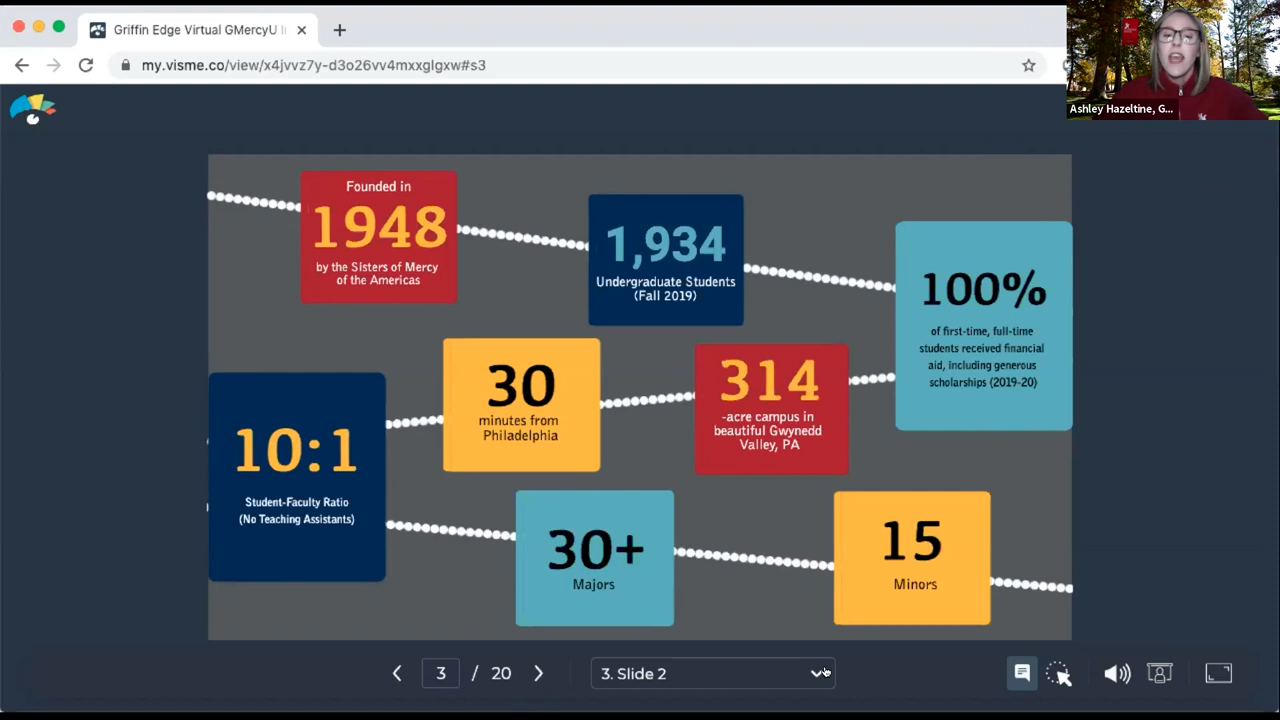 Griffin Edge Virtual GMercyU I
my.visme.co/view/x4jvvz7y-d3o26vv4mxxglgxw#s3
Ashley Hazeltine, G...
Founded in
1948
by the Sisters of Mercy
of the Americas
1,934
Undergraduate Students
(Fall 2019)
100%
of first-time, full-time
students received financial
aid, including generous
scholarships (2019-20)
10:1
Student-Faculty Ratio
(No Teaching Assistants)
30
minutes from
Philadelphia
314
-acre campus in
beautiful Gwynedd
Valley, PA
30+
Majors
15
Minors
3 / 20
3. Slide 2